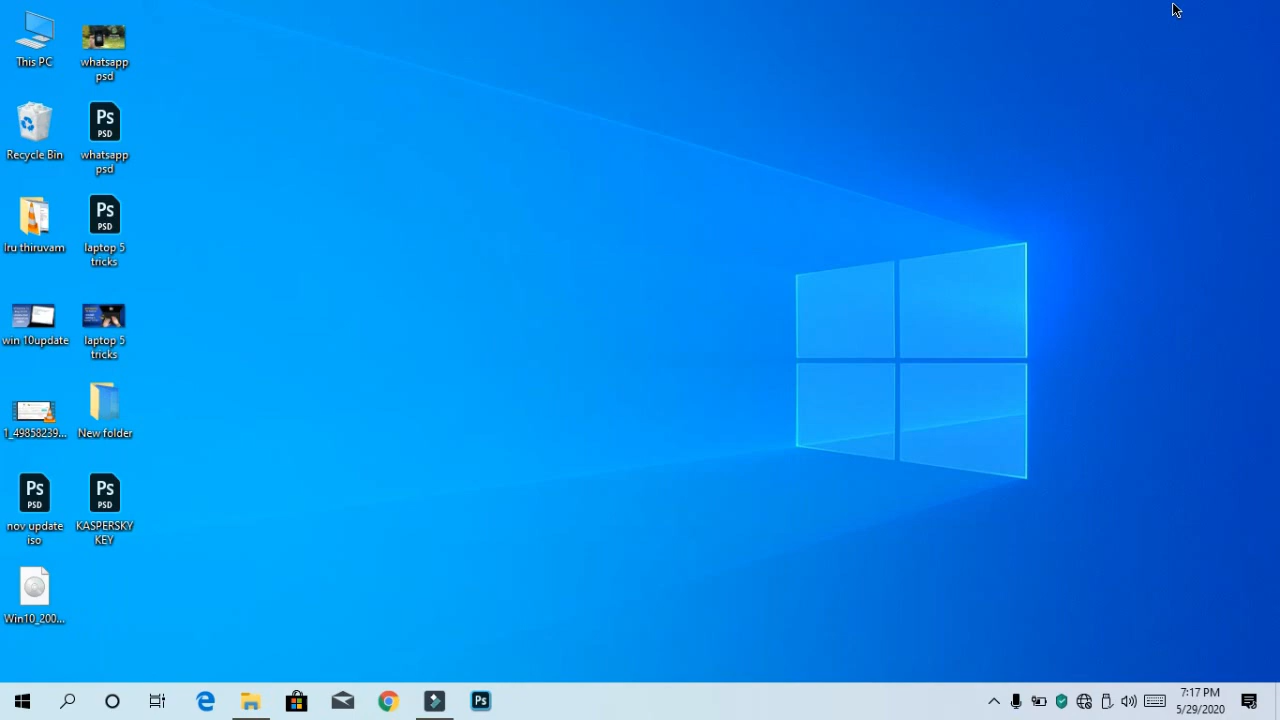 This PC
whatsapp
psd
Recycle Bin
Ps
PSD
whatsapp
psd
Iru thiruvam
Ps
PSD
laptop 5
tricks
win 10update
laptop 5
tricks
1_49858239...
New folder
Ps
PSD
nov update
iso
Ps
PSD
KASPERSKY
KEY
Win10_200...
Ps
7:17 PM
5/29/2020